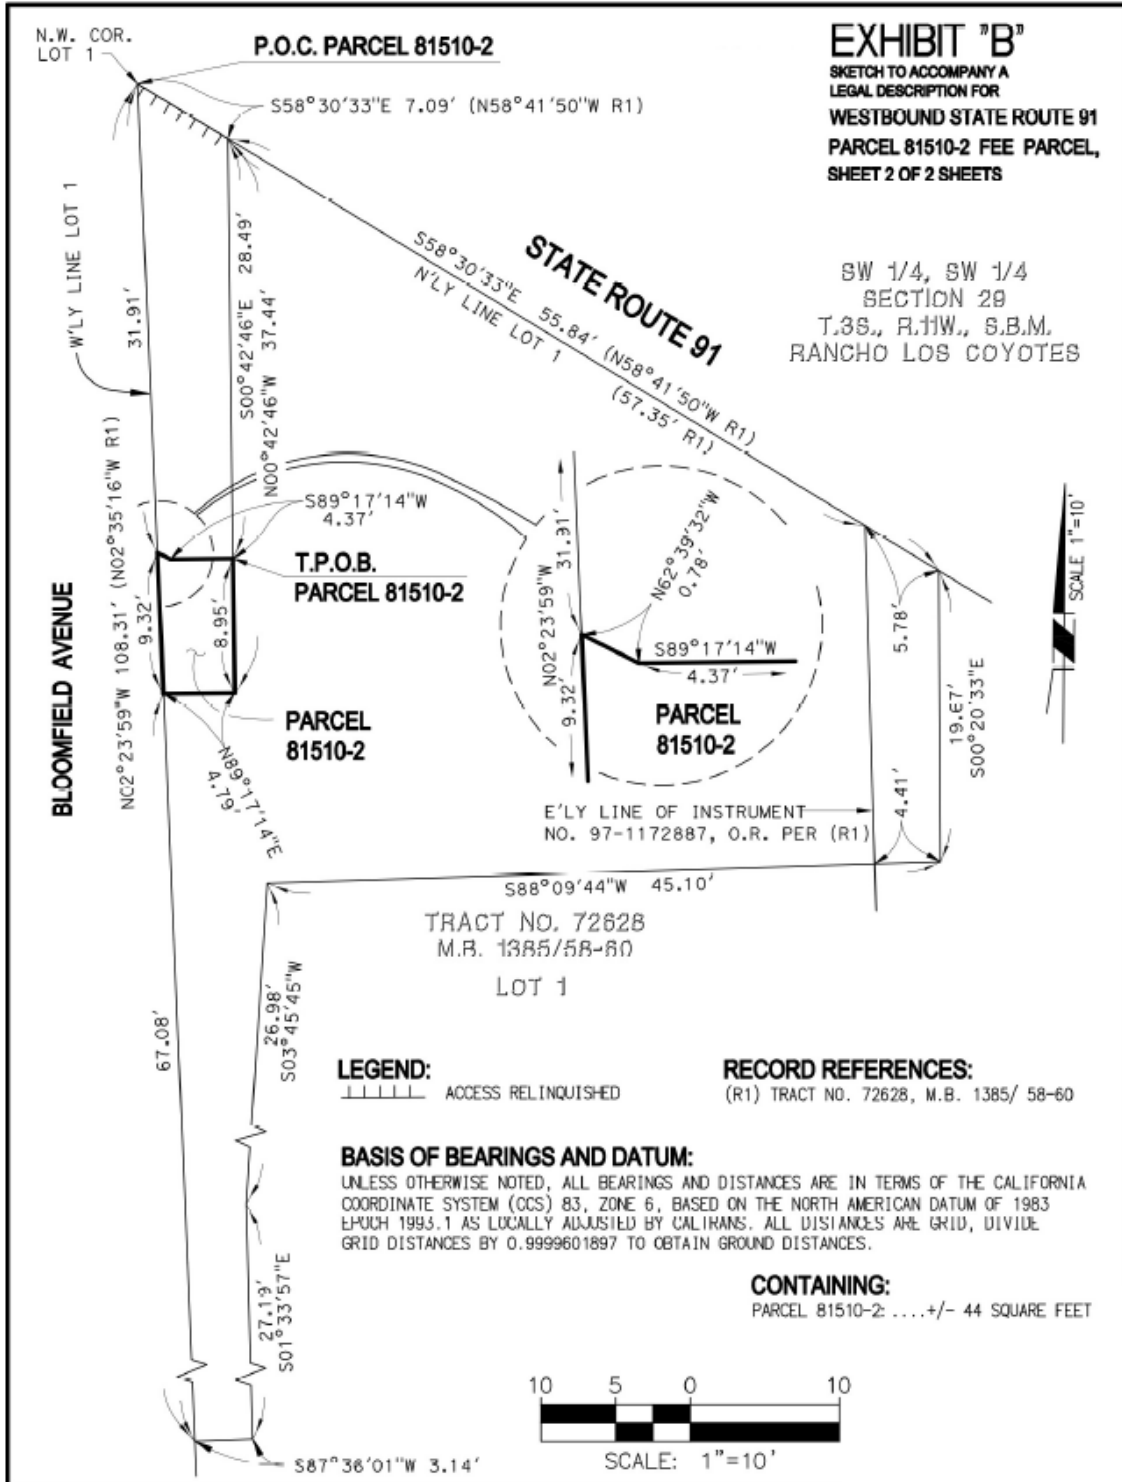 N.W. COR.
LOT 1
P.O.C. PARCEL 81510-2
S58°30'33"E 7.09' (N58°41'50"W R1)
EXHIBIT "B"
SKETCH TO ACCOMPANY A
LEGAL DESCRIPTION FOR
WESTBOUND STATE ROUTE 91
PARCEL 81510-2 FEE PARCEL,
SHEET 2 OF 2 SHEETS
SW 1/4, SW 1/4
SECTION 29
T.3S., R.11W., S.B.M.
RANCHO LOS COYOTES
W'LY LINE LOT 1
31.91'
S00°42'46"E 28.49'
N00°42'46"W 37.44'
STATE ROUTE 91
S58°30'33"E 55.84' (N58°41'50"W R1)
N'LY LINE LOT 1
(57.35' R1)
S89°17'14"W
4.37'
T.P.O.B.
PARCEL 81510-2
BLOOMFIELD AVENUE
NC2°23'59"W 108.31' (N02°35'16"W R1)
9.32'
8.95'
PARCEL
81510-2
N89°17'14"E
4.79'
31.91'
N02°23'59"W
9.32'
N62°39'32"W
0.78'
S89°17'14"W
4.37'
PARCEL
81510-2
5.78'
19.67'
S00°20'33"E
4.41'
SCALE 1"=10'
E'LY LINE OF INSTRUMENT
NO. 97-1172887, O.R. PER (R1)
S88°09'44"W 45.10'
TRACT NO. 72628
M.B. 1385/58-60
LOT 1
67.08'
26.98'
S03°45'45"W
LEGEND:
ACCESS RELINQUISHED
RECORD REFERENCES:
(R1) TRACT NO. 72628, M.B. 1385/ 58-60
BASIS OF BEARINGS AND DATUM:
UNLESS OTHERWISE NOTED, ALL BEARINGS AND DISTANCES ARE IN TERMS OF THE CALIFORNIA
COORDINATE SYSTEM (CCS) 83, ZONE 6, BASED ON THE NORTH AMERICAN DATUM OF 1983
EPOCH 1993.1 AS LOCALLY ADJUSTED BY CALTRANS. ALL DISTANCES ARE GRID, DIVIDE
GRID DISTANCES BY 0.9999601897 TO OBTAIN GROUND DISTANCES.
27.19'
S01°33'57"E
CONTAINING:
PARCEL 81510-2: ....+/- 44 SQUARE FEET
S87°36'01"W 3.14'
10 5 0 10
SCALE: 1"=10'